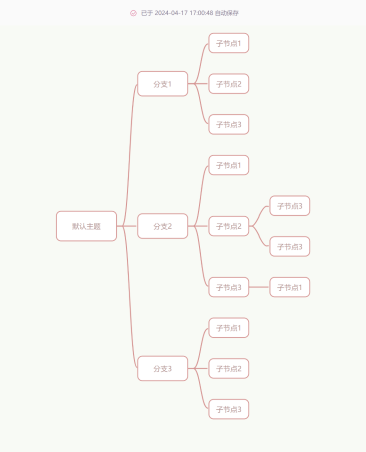 已于 2024-04-17 17:00:48 自动保存
默认主题
分支1
子节点1
子节点2
子节点3
分支2
子节点1
子节点2
子节点3
子节点3
子节点3
子节点1
分支3
子节点1
子节点2
子节点3